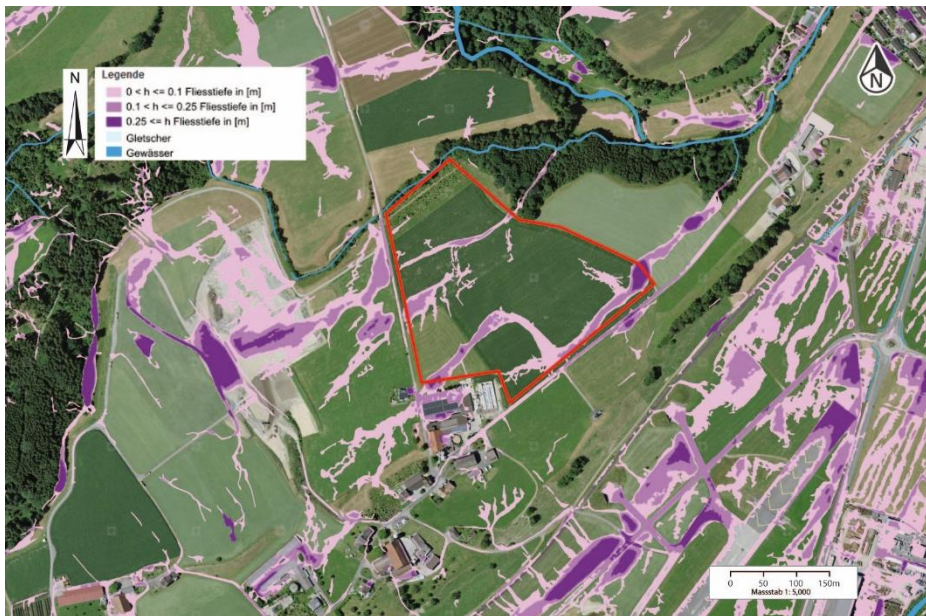 Legende
N
0 < h <= 0.1 Fliesstiefe in [m]
0.1 < h <= 0.25 Fliesstiefe in [m]
0.25 <= h Fliesstiefe in [m]
Gletscher
Gewässer
N
0 50 100 150m
Massstab 1: 5,000